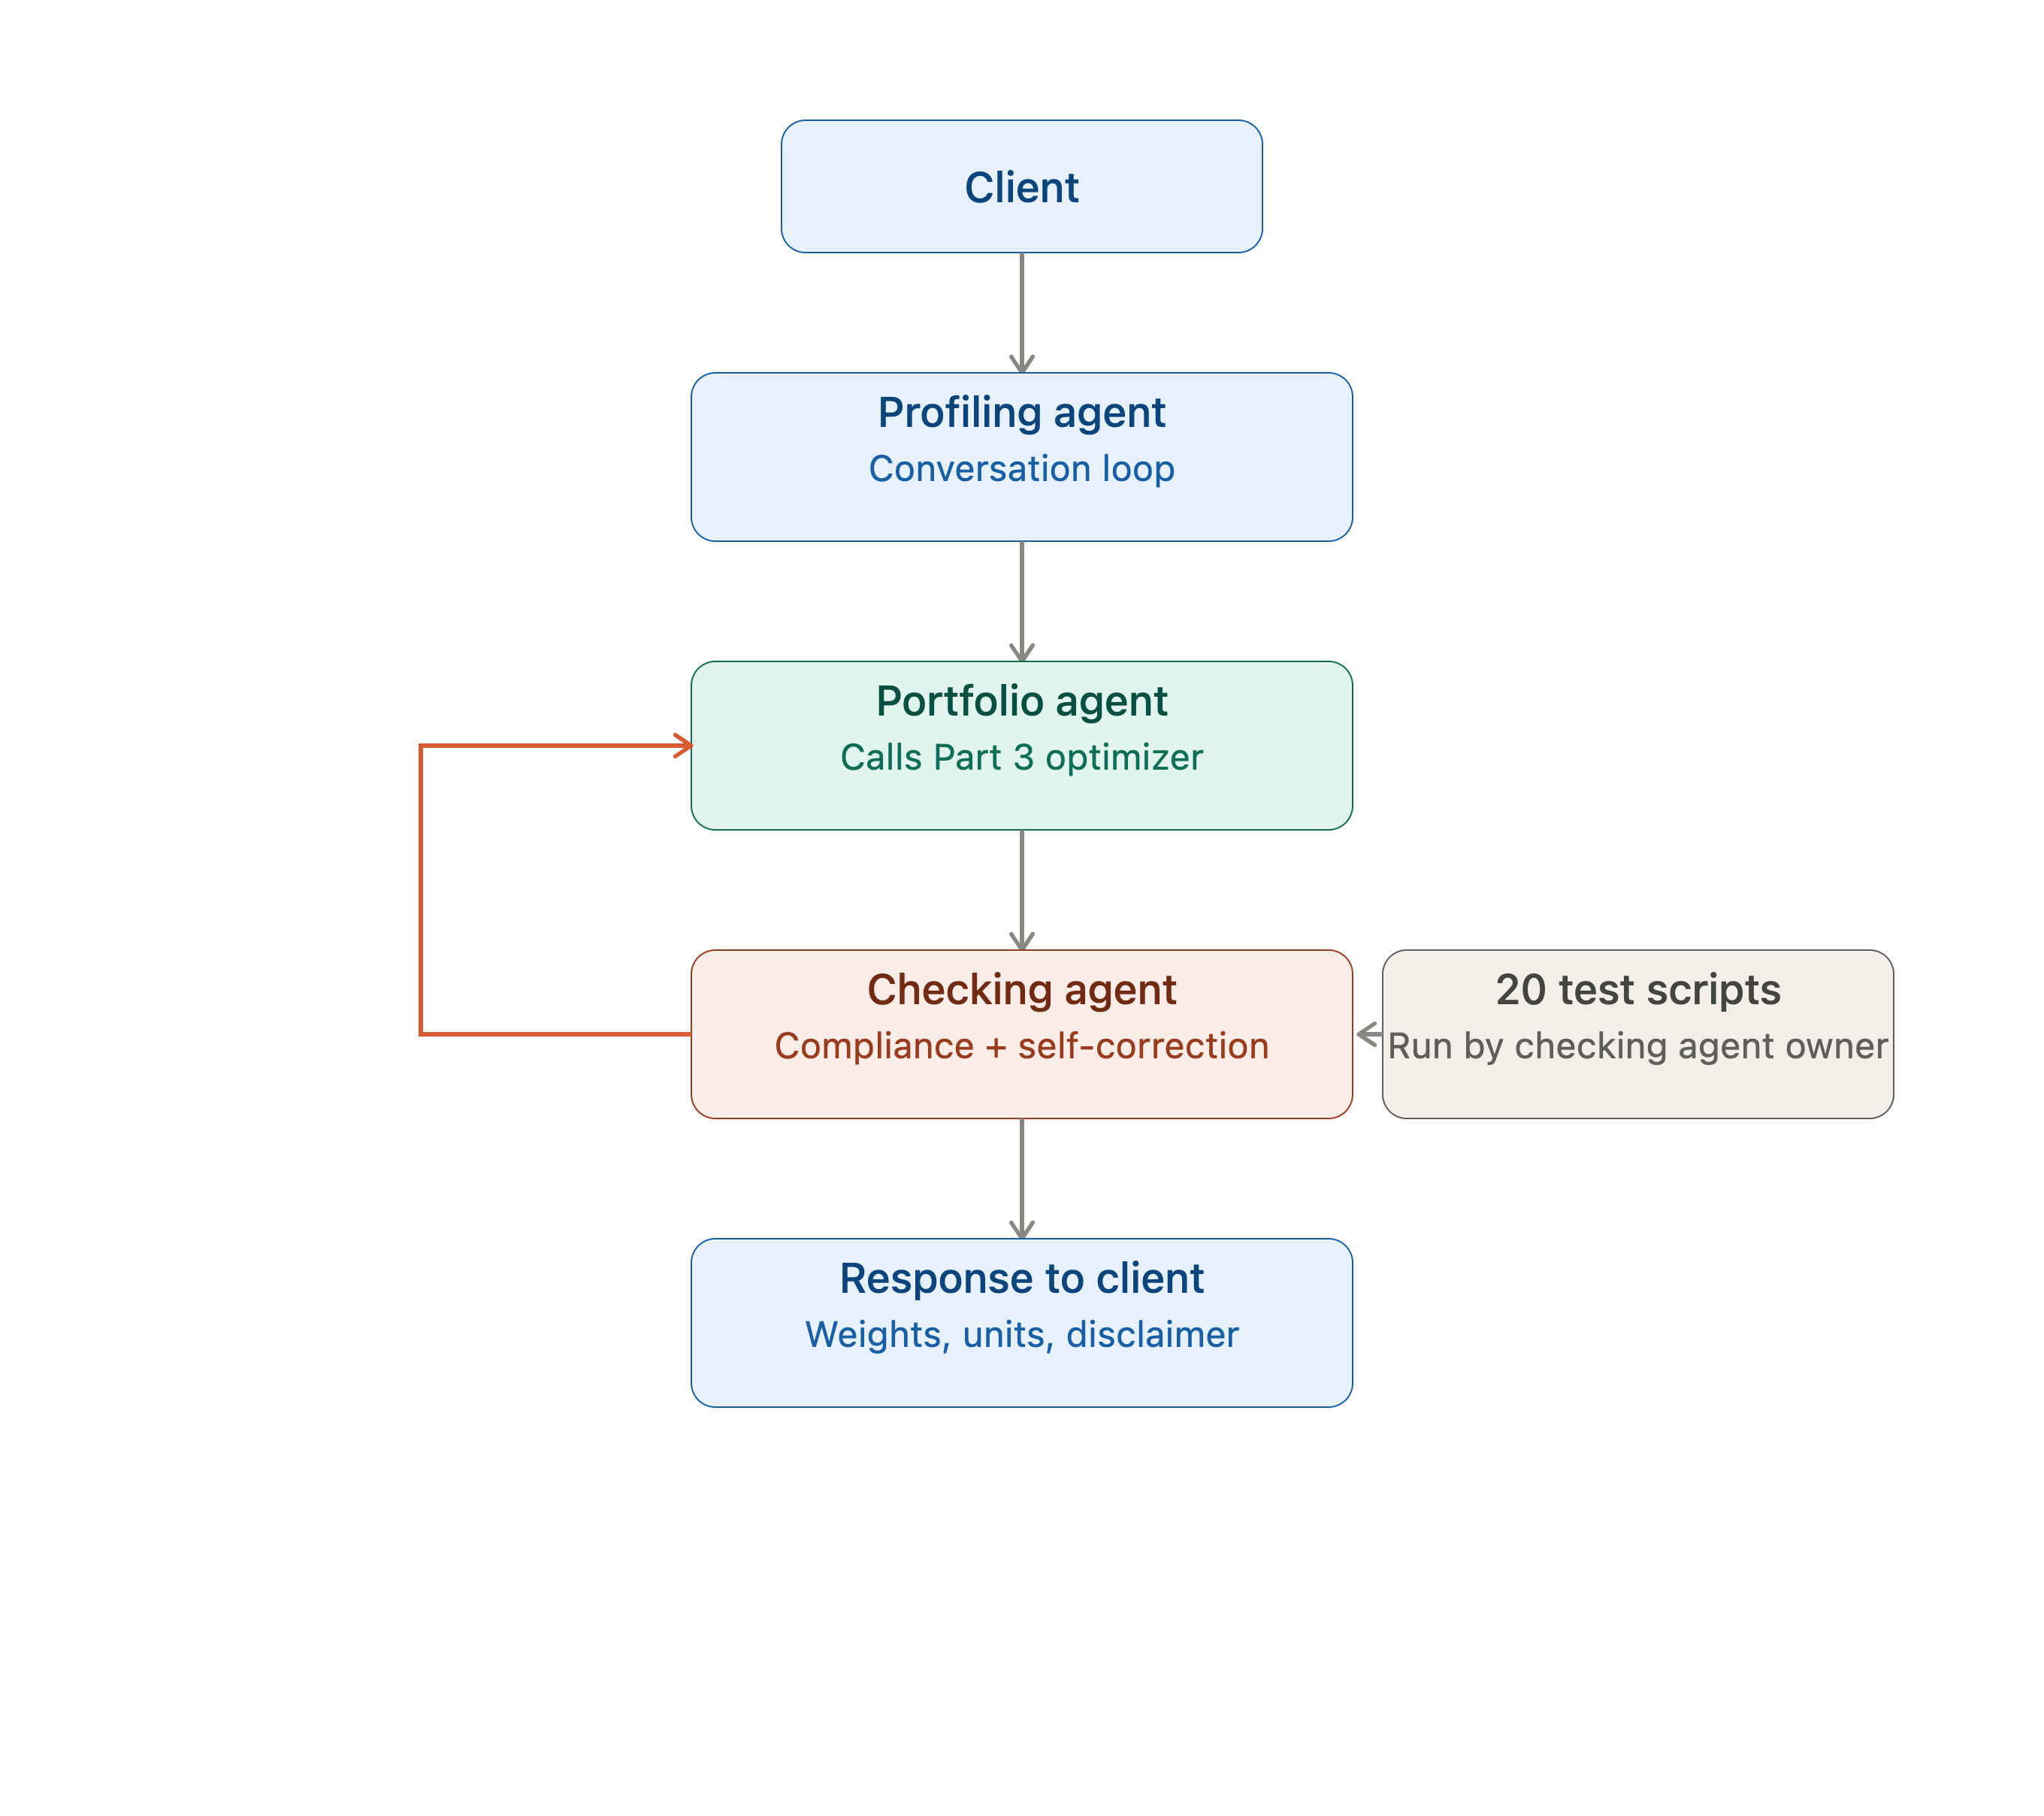 Client
Profiling agent
Conversation loop
Portfolio agent
Calls Part 3 optimizer
Checking agent
Compliance + self-correction
20 test scripts
Run by checking agent owner
Response to client
Weights, units, disclaimer